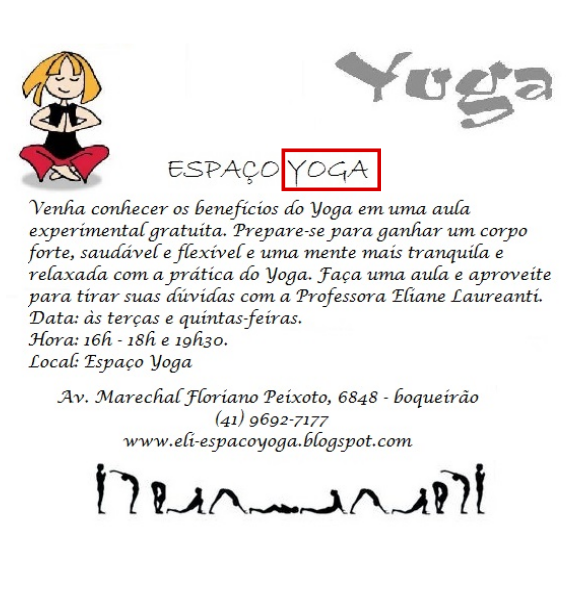 Yoga
ESPAÇO YOGA
Venha conhecer os benefícios do Yoga em uma aula
experimental gratuita. Prepare-se para ganhar um corpo
forte, saudável e flexível e uma mente mais tranquila e
relaxada com a prática do Yoga. Faça uma aula e aproveite
para tirar suas dúvidas com a Professora Eliane Laureanti.
Data: às terças e quintas-feiras.
Hora: 16h - 18h e 19h30.
Local: Espaço Yoga
Av. Marechal Floriano Peixoto, 6848 - boqueirão
(41) 9692-7177
www.eli-espacoyoga.blogspot.com